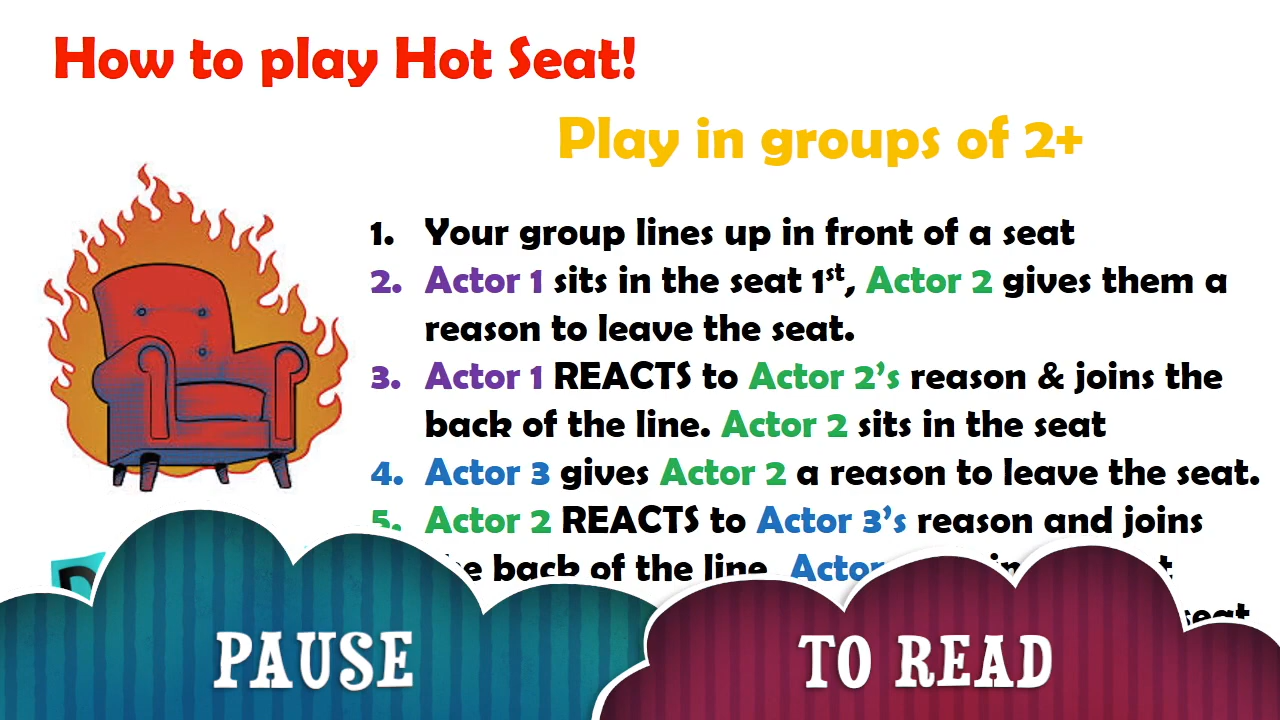 How to play Hot Seat!
Play in groups of 2+
1. Your group lines up in front of a seat
2. Actor 1 sits in the seat 1st, Actor 2 gives them a
reason to leave the seat.
3. Actor 1 REACTS to Actor 2's reason & joins the
back of the line. Actor 2 sits in the seat
4. Actor 3 gives Actor 2 a reason to leave the seat.
5. Actor 2 REACTS to Actor 3's reason and joins
back of the line. Actor
seat
PAUSE
TO READ